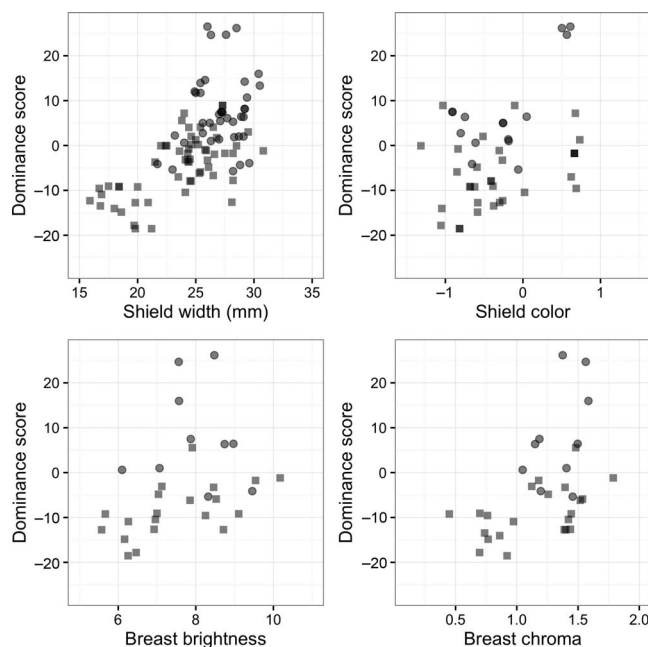 Dominance score
20
10
0
−10
−20
15 20 25 30 35
Shield width (mm)
Dominance score
20
10
0
−10
−20
−1 0 1
Shield color
Dominance score
20
10
0
−10
−20
6 8 10
Breast brightness
Dominance score
20
10
0
−10
−20
0.5 1.0 1.5 2.0
Breast chroma